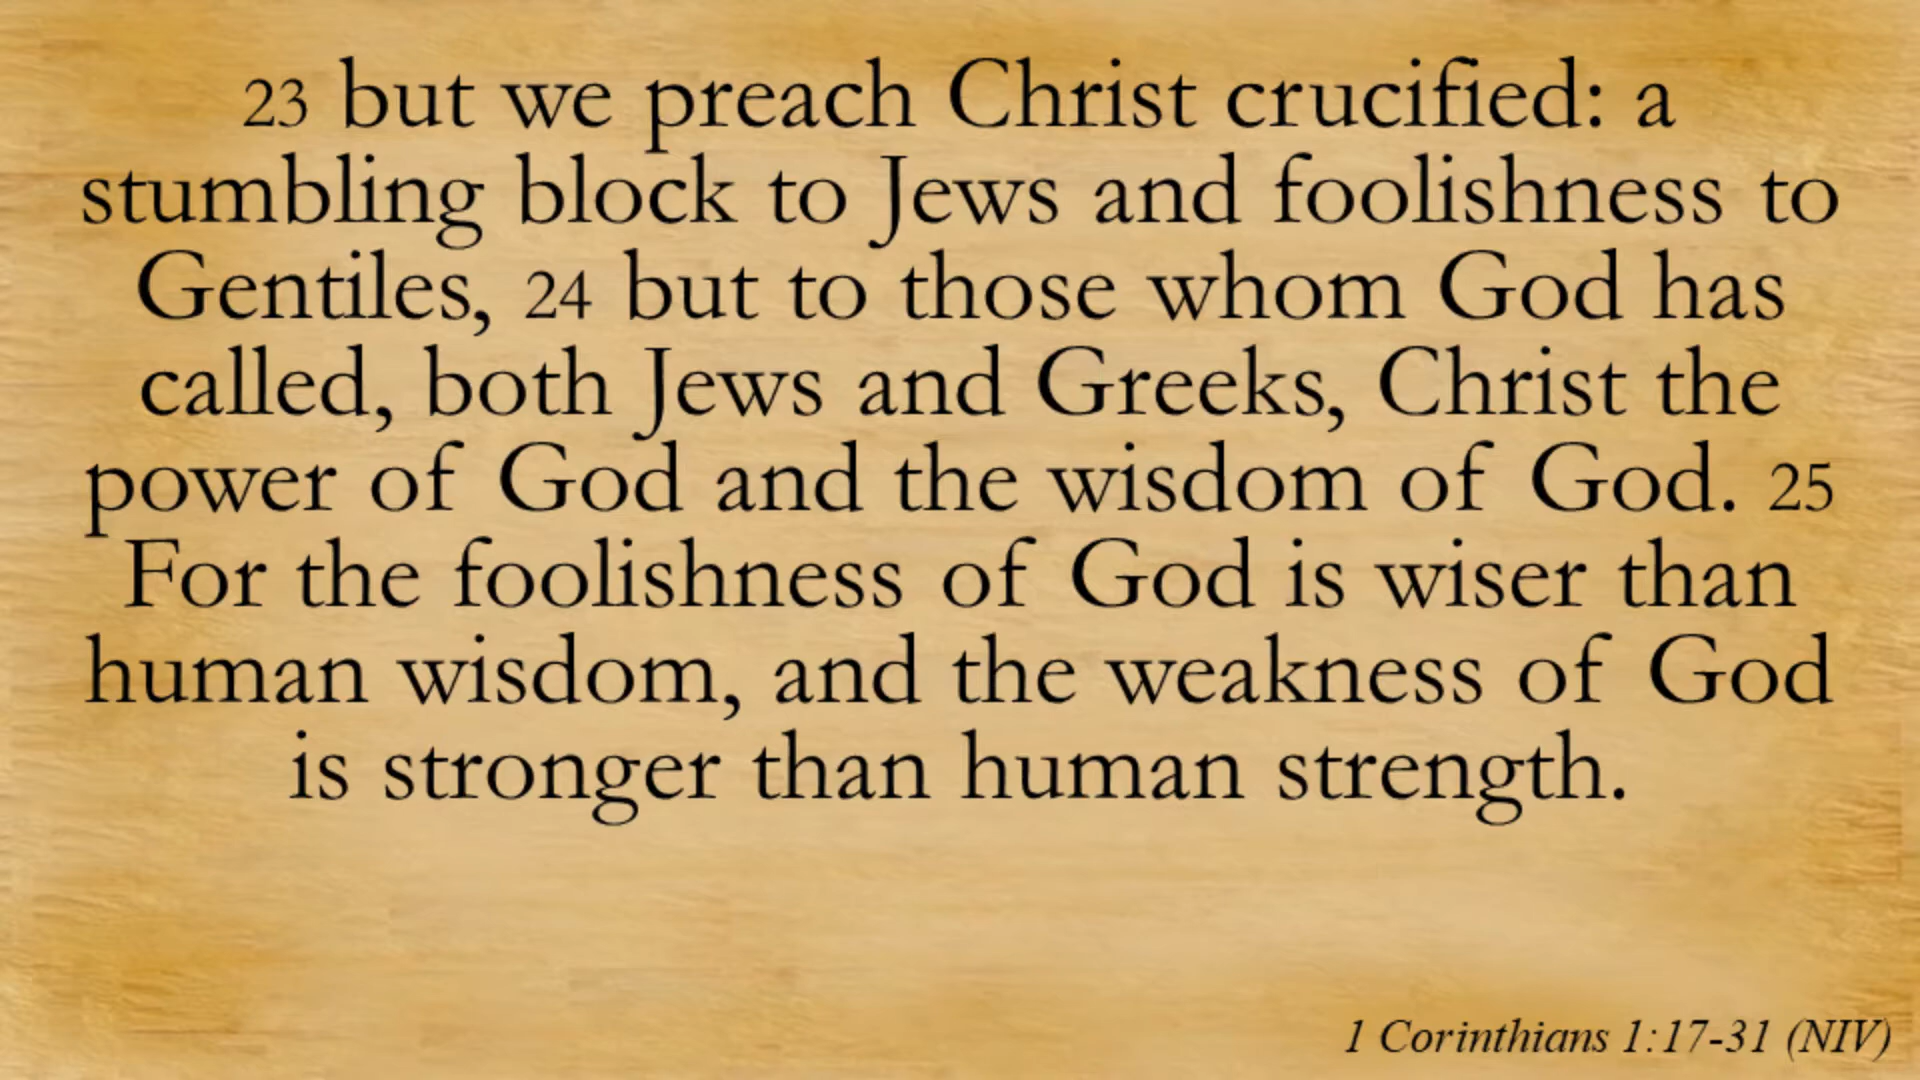 23 but we preach Christ crucified: a
stumbling block to Jews and foolishness to
Gentiles, 24 but to those whom God has
called, both Jews and Greeks, Christ the
power of God and the wisdom of God. 25
For the foolishness of God is wiser than
human wisdom, and the weakness of God
is stronger than human strength.
1 Corinthians 1:17-31 (NIV)